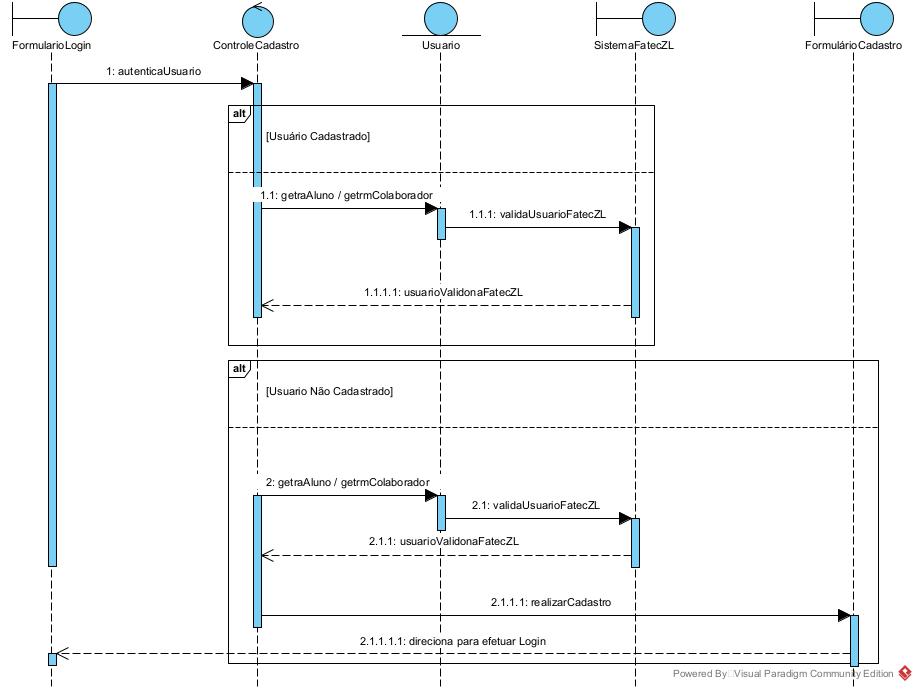 FormularioLogin
ControleCadastro
Usuario
SistemaFatecZL
FormulárioCadastro
1: autenticaUsuario
alt
[Usuário Cadastrado]
1.1: getraAluno / getrmColaborador
1.1.1: validaUsuarioFatecZL
1.1.1.1: usuarioValidonaFatecZL
alt
[Usuario Não Cadastrado]
2: getraAluno / getrmColaborador
2.1: validaUsuarioFatecZL
2.1.1: usuarioValidonaFatecZL
2.1.1.1: realizarCadastro
2.1.1.1.1: direciona para efetuar Login
Powered By Visual Paradigm Community Edition